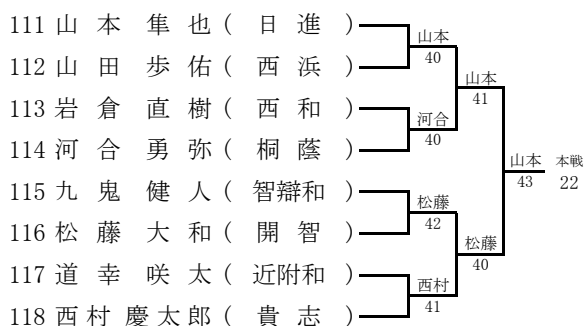 111 山本 隼也 ( 日進 )
山本
40
112 山田 歩佑 ( 西浜 )
山本
41
113 岩倉 直樹 ( 西和 )
河合
40
114 河合 勇弥 ( 桐蔭 )
山本 本戦
43 22
115 九鬼 健人 ( 智辯和 )
松藤
42
116 松藤 大和 ( 開智 )
松藤
40
117 道幸 咲太 ( 近附和 )
西村
41
118 西村 慶太郎 ( 貴志 )